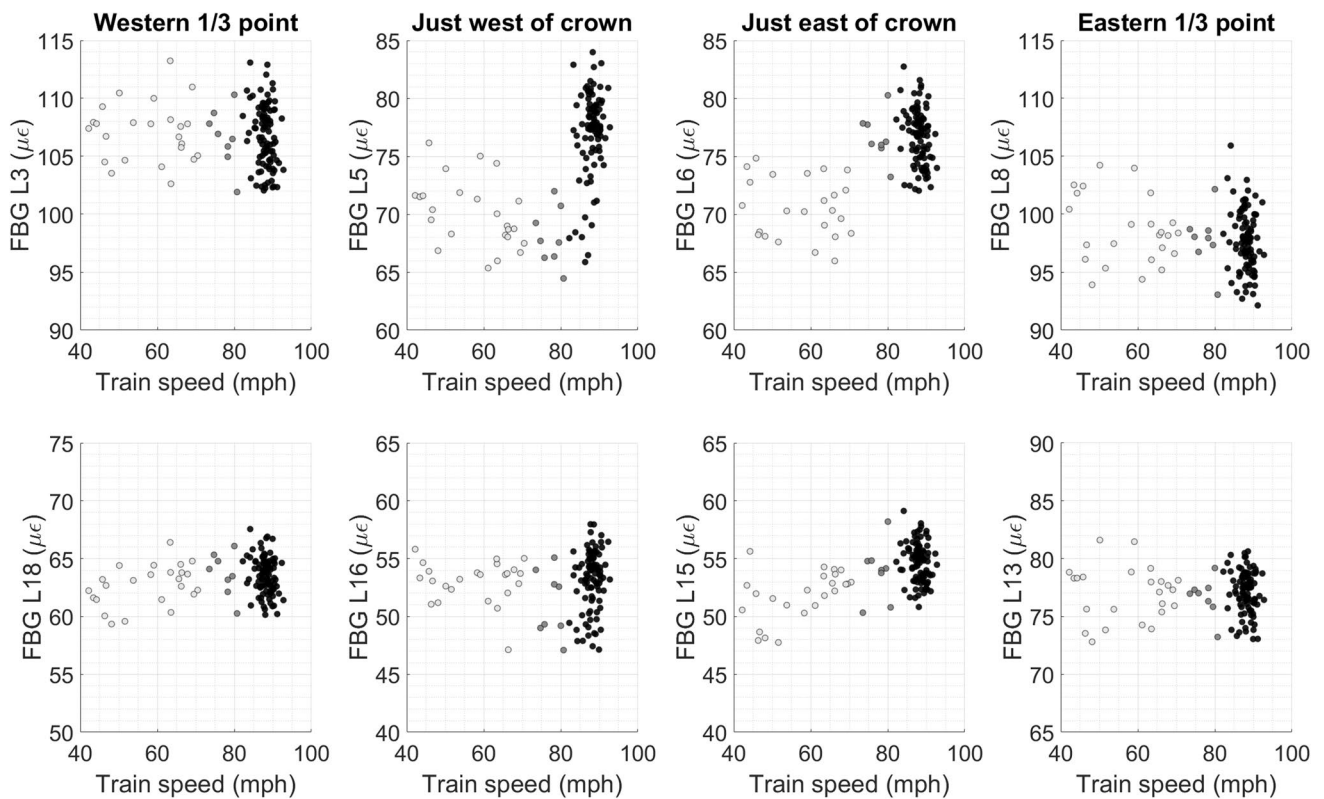 Western 1/3 point
Just west of crown
Just east of crown
Eastern 1/3 point
115
110
105
100
95
90
FBG L3 (με)
40 60 80 100
Train speed (mph)
85
80
75
70
65
60
FBG L5 (με)
40 60 80 100
Train speed (mph)
85
80
75
70
65
60
FBG L6 (με)
40 60 80 100
Train speed (mph)
115
110
105
100
95
90
FBG L8 (με)
40 60 80 100
Train speed (mph)
75
70
65
60
55
50
FBG L18 (με)
40 60 80 100
Train speed (mph)
65
60
55
50
45
40
FBG L16 (με)
40 60 80 100
Train speed (mph)
65
60
55
50
45
40
FBG L15 (με)
40 60 80 100
Train speed (mph)
90
85
80
75
70
65
FBG L13 (με)
40 60 80 100
Train speed (mph)